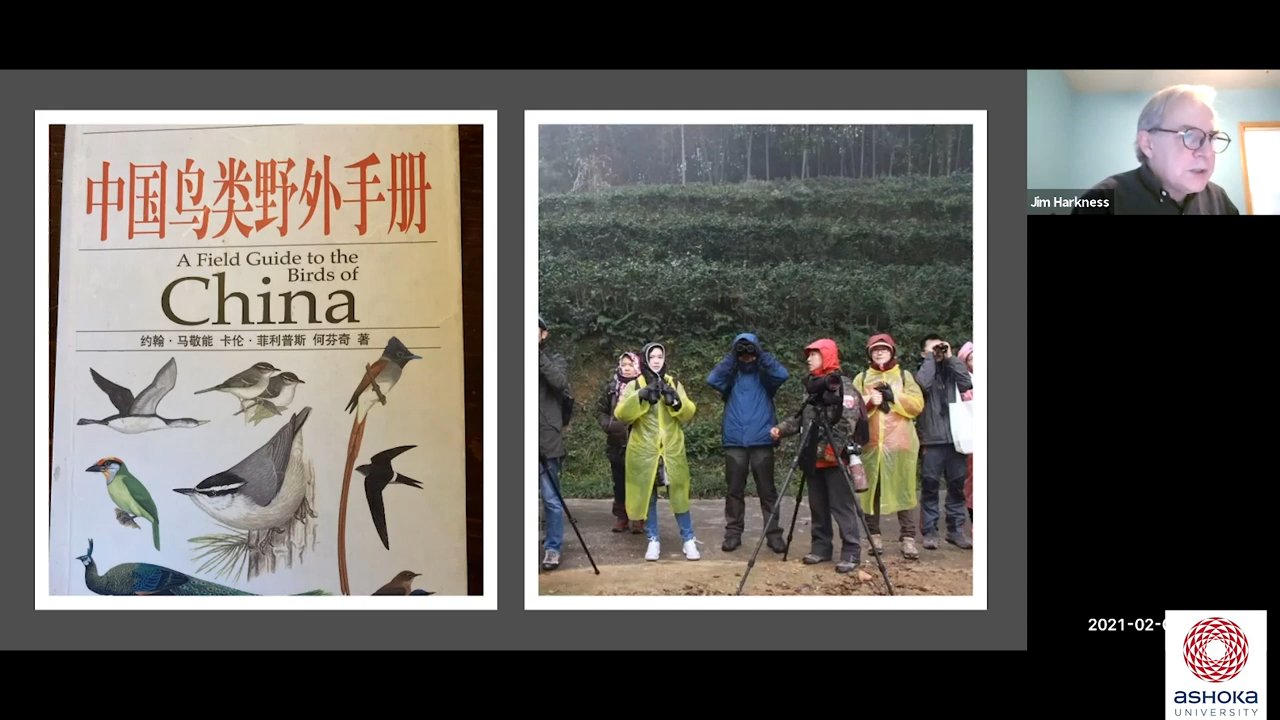 中国鸟类野外手册
A Field Guide to the
Birds of
China
约翰·马敬能 卡伦·菲利普斯 何芬奇 著
Jim Harkness
2021-02-
ASHOKA
UNIVERSITY